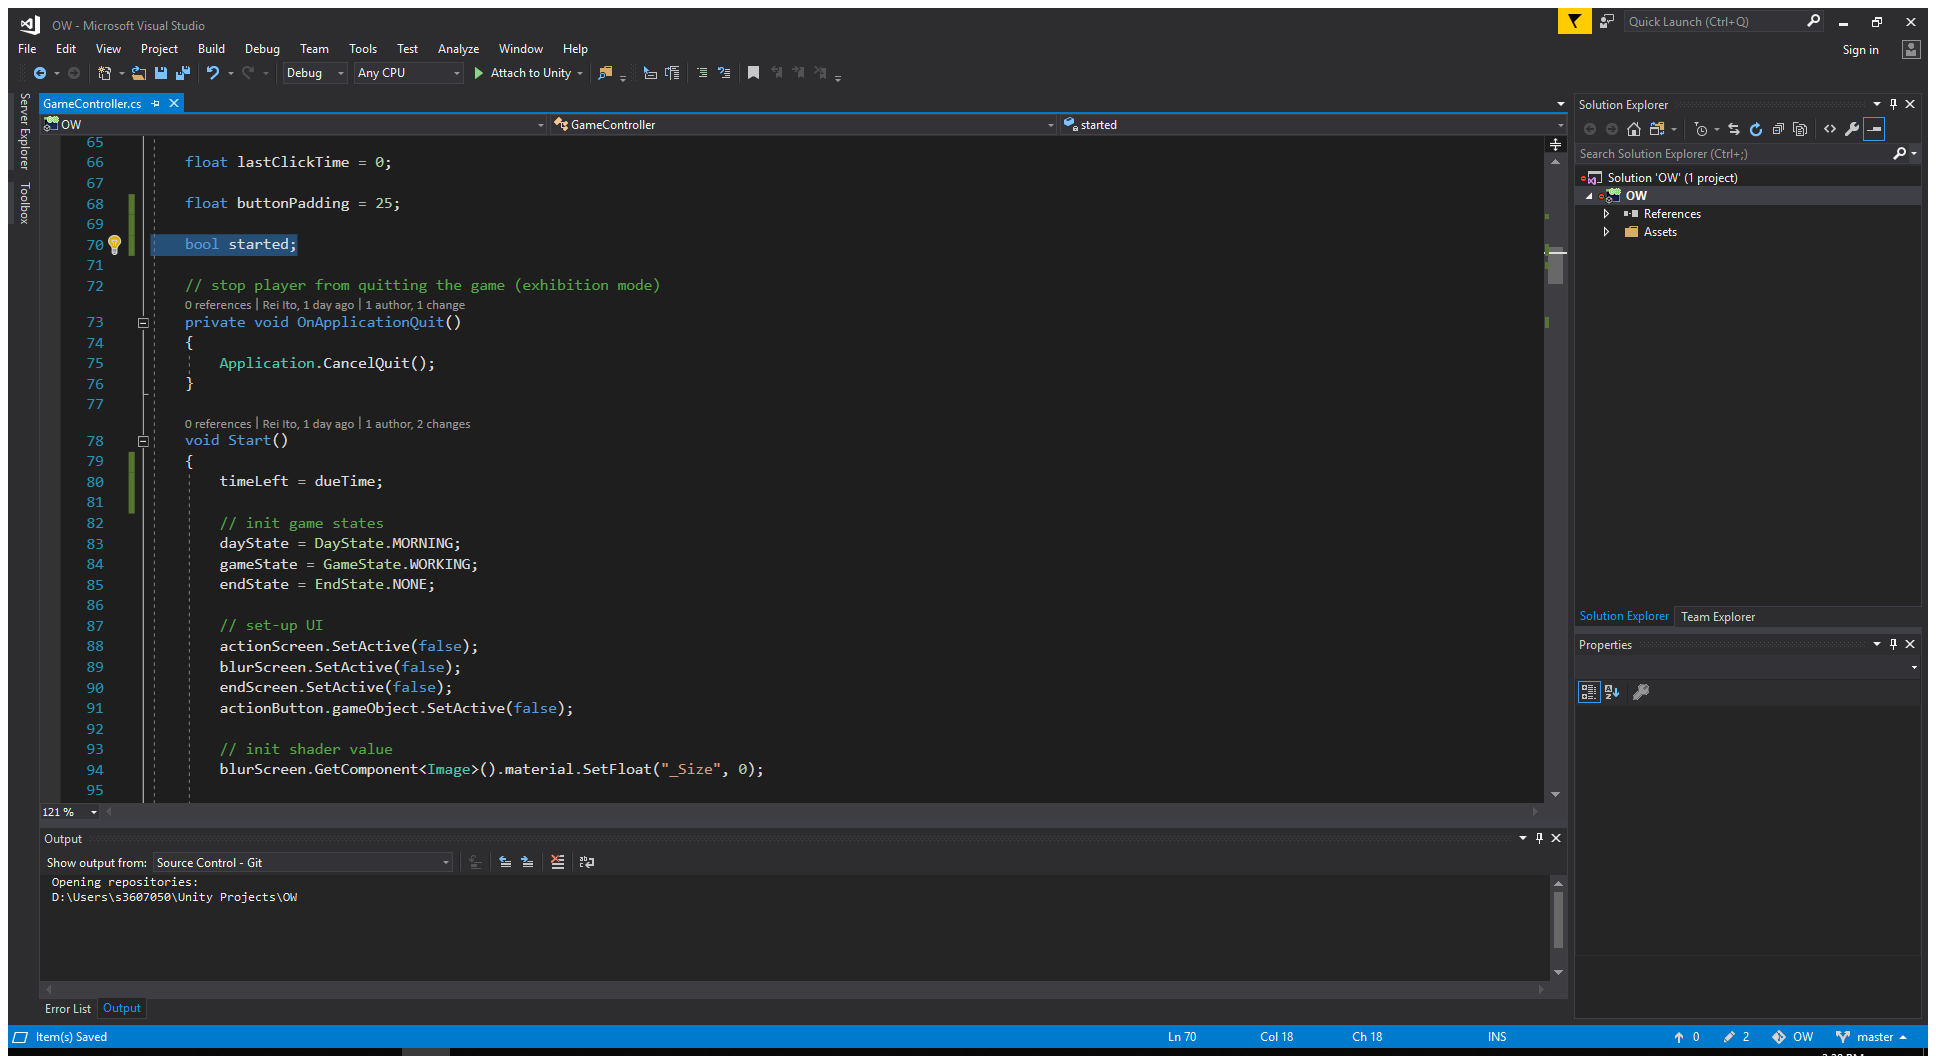 OW - Microsoft Visual Studio
Quick Launch (Ctrl+Q)
File Edit View Project Build Debug Team Tools Test Analyze Window Help
Sign in
Debug Any CPU Attach to Unity
Server Explorer
Toolbox
GameController.cs
OW GameController started
65
66 float lastClickTime = 0;
67
68 float buttonPadding = 25;
69
70 bool started;
71
72 // stop player from quitting the game (exhibition mode)
0 references | Rei Ito, 1 day ago | 1 author, 1 change
73 private void OnApplicationQuit()
74 {
75 Application.CancelQuit();
76 }
77
0 references | Rei Ito, 1 day ago | 1 author, 2 changes
78 void Start()
79 {
80 timeLeft = dueTime;
81
82 // init game states
83 dayState = DayState.MORNING;
84 gameState = GameState.WORKING;
85 endState = EndState.NONE;
86
87 // set-up UI
88 actionScreen.SetActive(false);
89 blurScreen.SetActive(false);
90 endScreen.SetActive(false);
91 actionButton.gameObject.SetActive(false);
92
93 // init shader value
94 blurScreen.GetComponent<Image>().material.SetFloat("_Size", 0);
95
121 %
Output
Show output from: Source Control - Git
Opening repositories:
D:\Users\s3607050\Unity Projects\OW
Error List Output
Solution Explorer
Search Solution Explorer (Ctrl+;)
Solution 'OW' (1 project)
OW
References
Assets
Solution Explorer Team Explorer
Properties
Item(s) Saved Ln 70 Col 18 Ch 18 INS 0 2 OW master